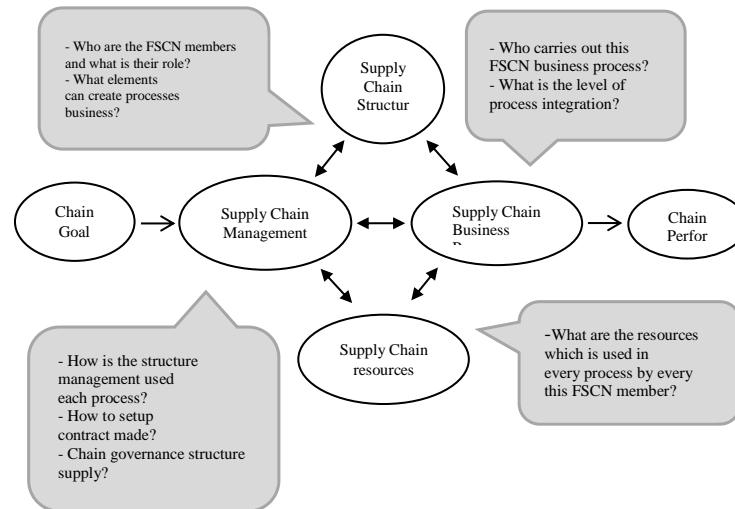 - Who are the FSCN members
and what is their role?
- What elements
can create processes
business?
Supply
Chain
Structur
- Who carries out this
FSCN business process?
- What is the level of
process integration?
Chain
Goal
Supply Chain
Management
Supply Chain
Business
Chain
Perfor
- How is the structure
management used
each process?
- How to setup
contract made?
- Chain governance structure
supply?
Supply Chain
resources
-What are the resources
which is used in
every process by every
this FSCN member?